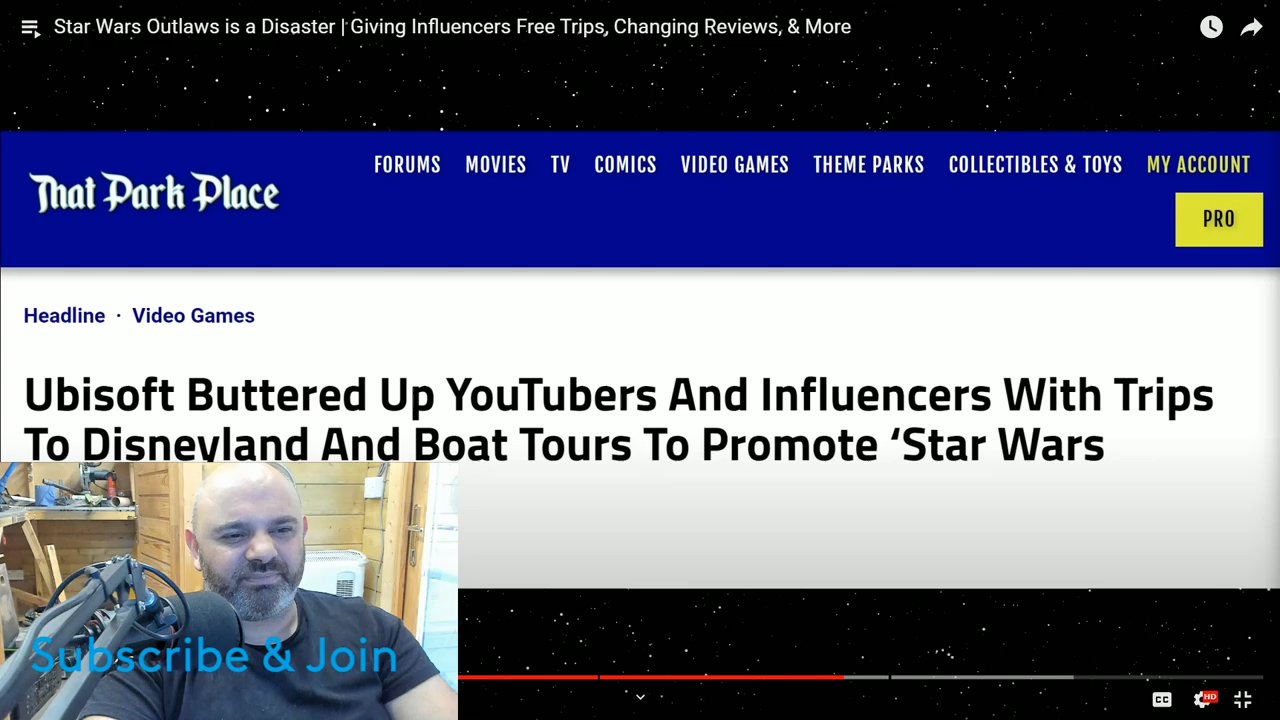 Star Wars Outlaws is a Disaster | Giving Influencers Free Trips, Changing Reviews, & More
That Park Place
FORUMS MOVIES TV COMICS VIDEO GAMES THEME PARKS COLLECTIBLES & TOYS MY ACCOUNT
PRO
Headline · Video Games
Ubisoft Buttered Up YouTubers And Influencers With Trips
To Disneyland And Boat Tours To Promote ‘Star Wars
Subscribe & Join
CC
HD